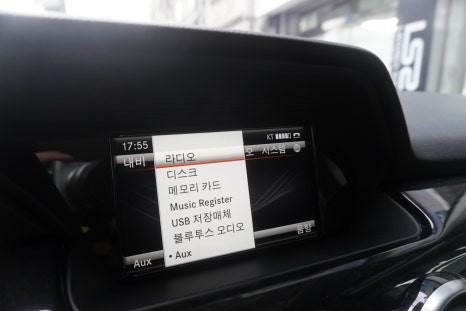 17:55
KT
내비
오
시스템
라디오
디스크
메모리 카드
Music Register
USB 저장매체
블루투스 오디오
• Aux
Aux
음향